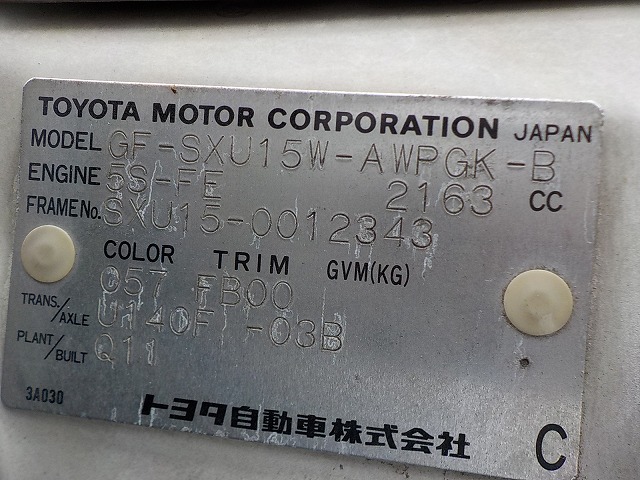 TOYOTA MOTOR CORPORATION JAPAN
MODEL GF-SXU15W-AWPGK-B
ENGINE 5S-FE 2163 CC
FRAME No. SXU15-0012343
COLOR TRIM GVM(KG)
057 FB00
TRANS./AXLE U140F -03B
PLANT/BUILT Q11
3A030
トヨタ自動車株式会社 C